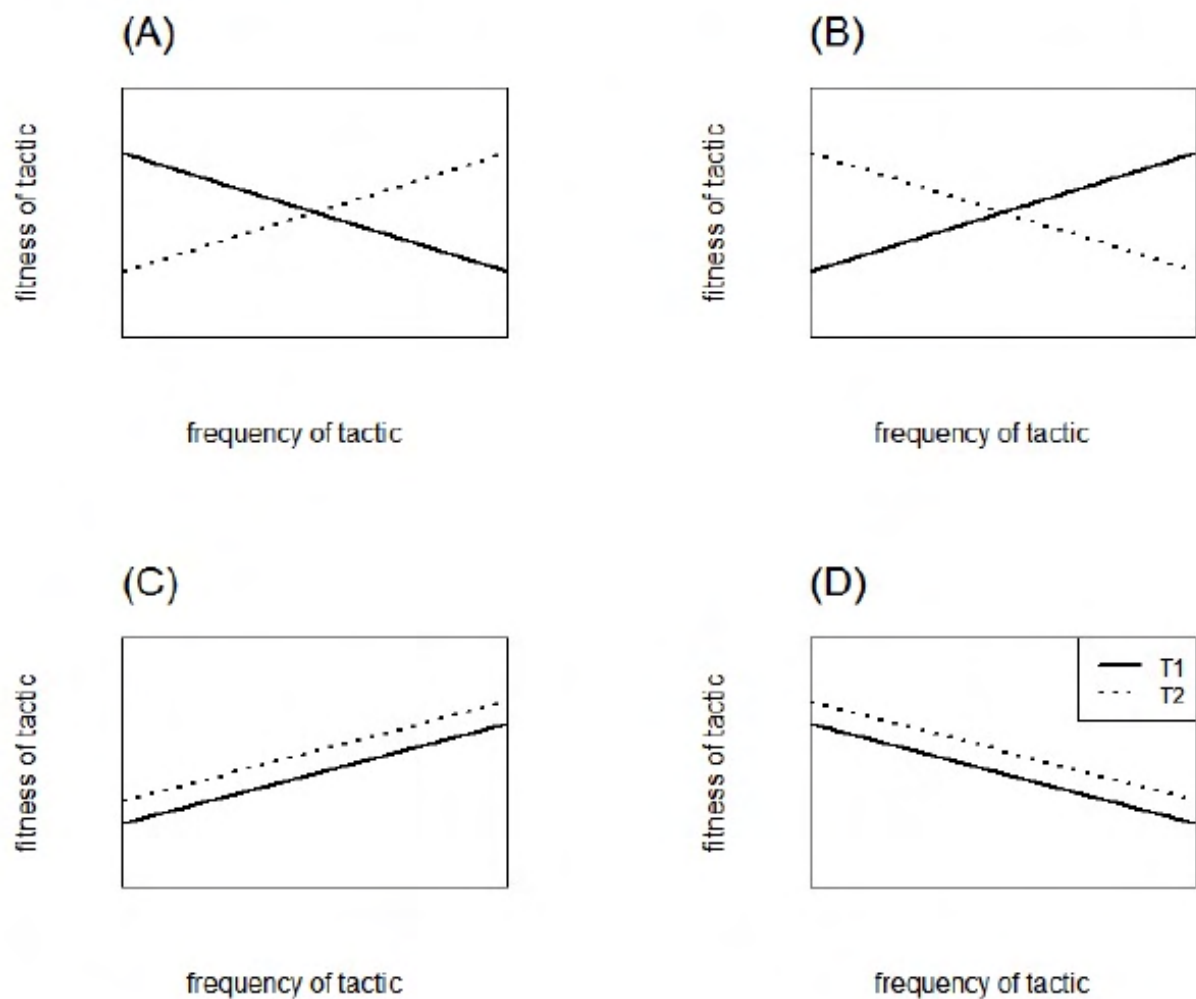 (A)
fitness of tactic
frequency of tactic
(B)
fitness of tactic
frequency of tactic
(C)
fitness of tactic
frequency of tactic
(D)
T1
T2
fitness of tactic
frequency of tactic